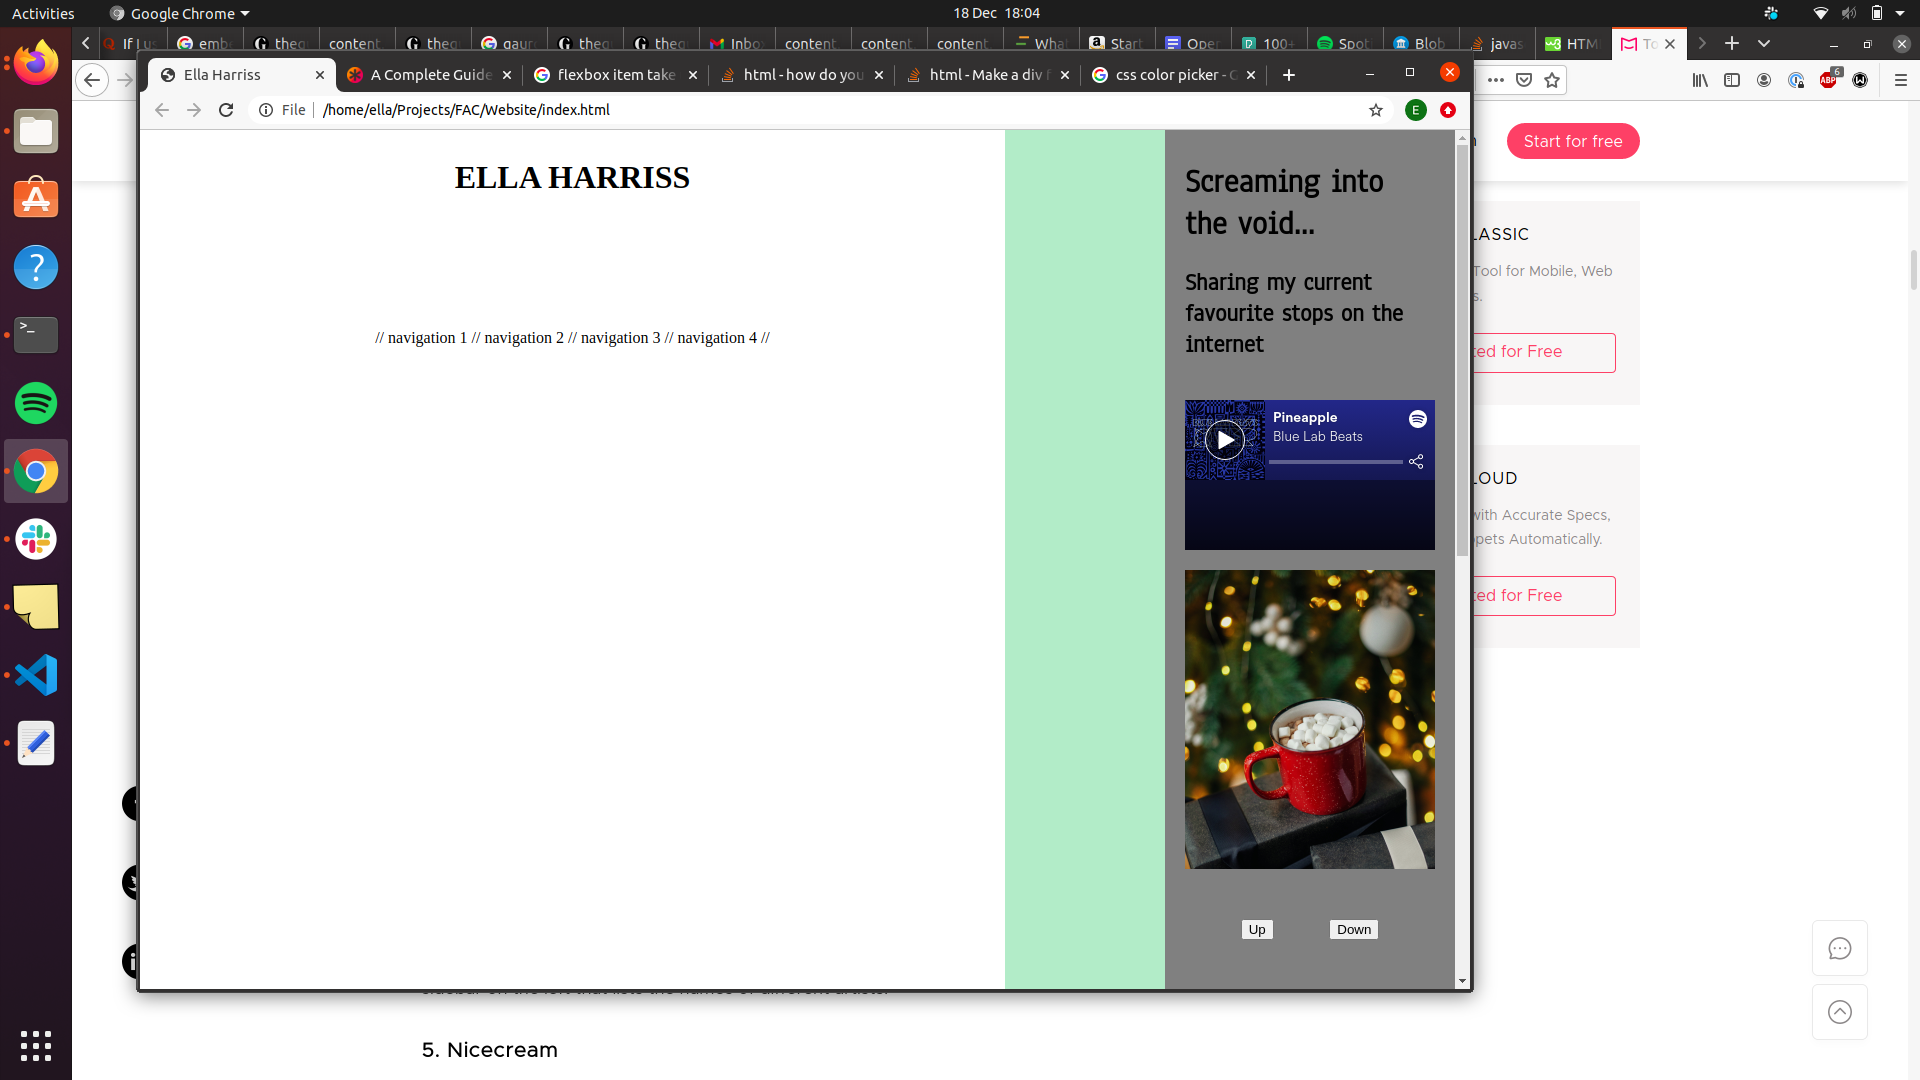 Activities
Google Chrome
18 Dec 18:04
If I us
embe
theg
content.
theg
gaur
theg
theg
Inbo
content
content
content.
What
Start
Oper
100+
Spot
Blob
javas
HTM
To
Ella Harriss
A Complete Guide
flexbox item take
html - how do you
html - Make a div f
css color picker - G
File
/home/ella/Projects/FAC/Website/index.html
E
ABP
6
Start for free
ELLA HARRISS
// navigation 1 // navigation 2 // navigation 3 // navigation 4 //
Screaming into
the void...
Sharing my current
favourite stops on the
internet
Pineapple
Blue Lab Beats
Up
Down
LASSIC
Tool for Mobile, Web
s.
ted for Free
LOUD
with Accurate Specs,
ppets Automatically.
ted for Free
5. Nicecream